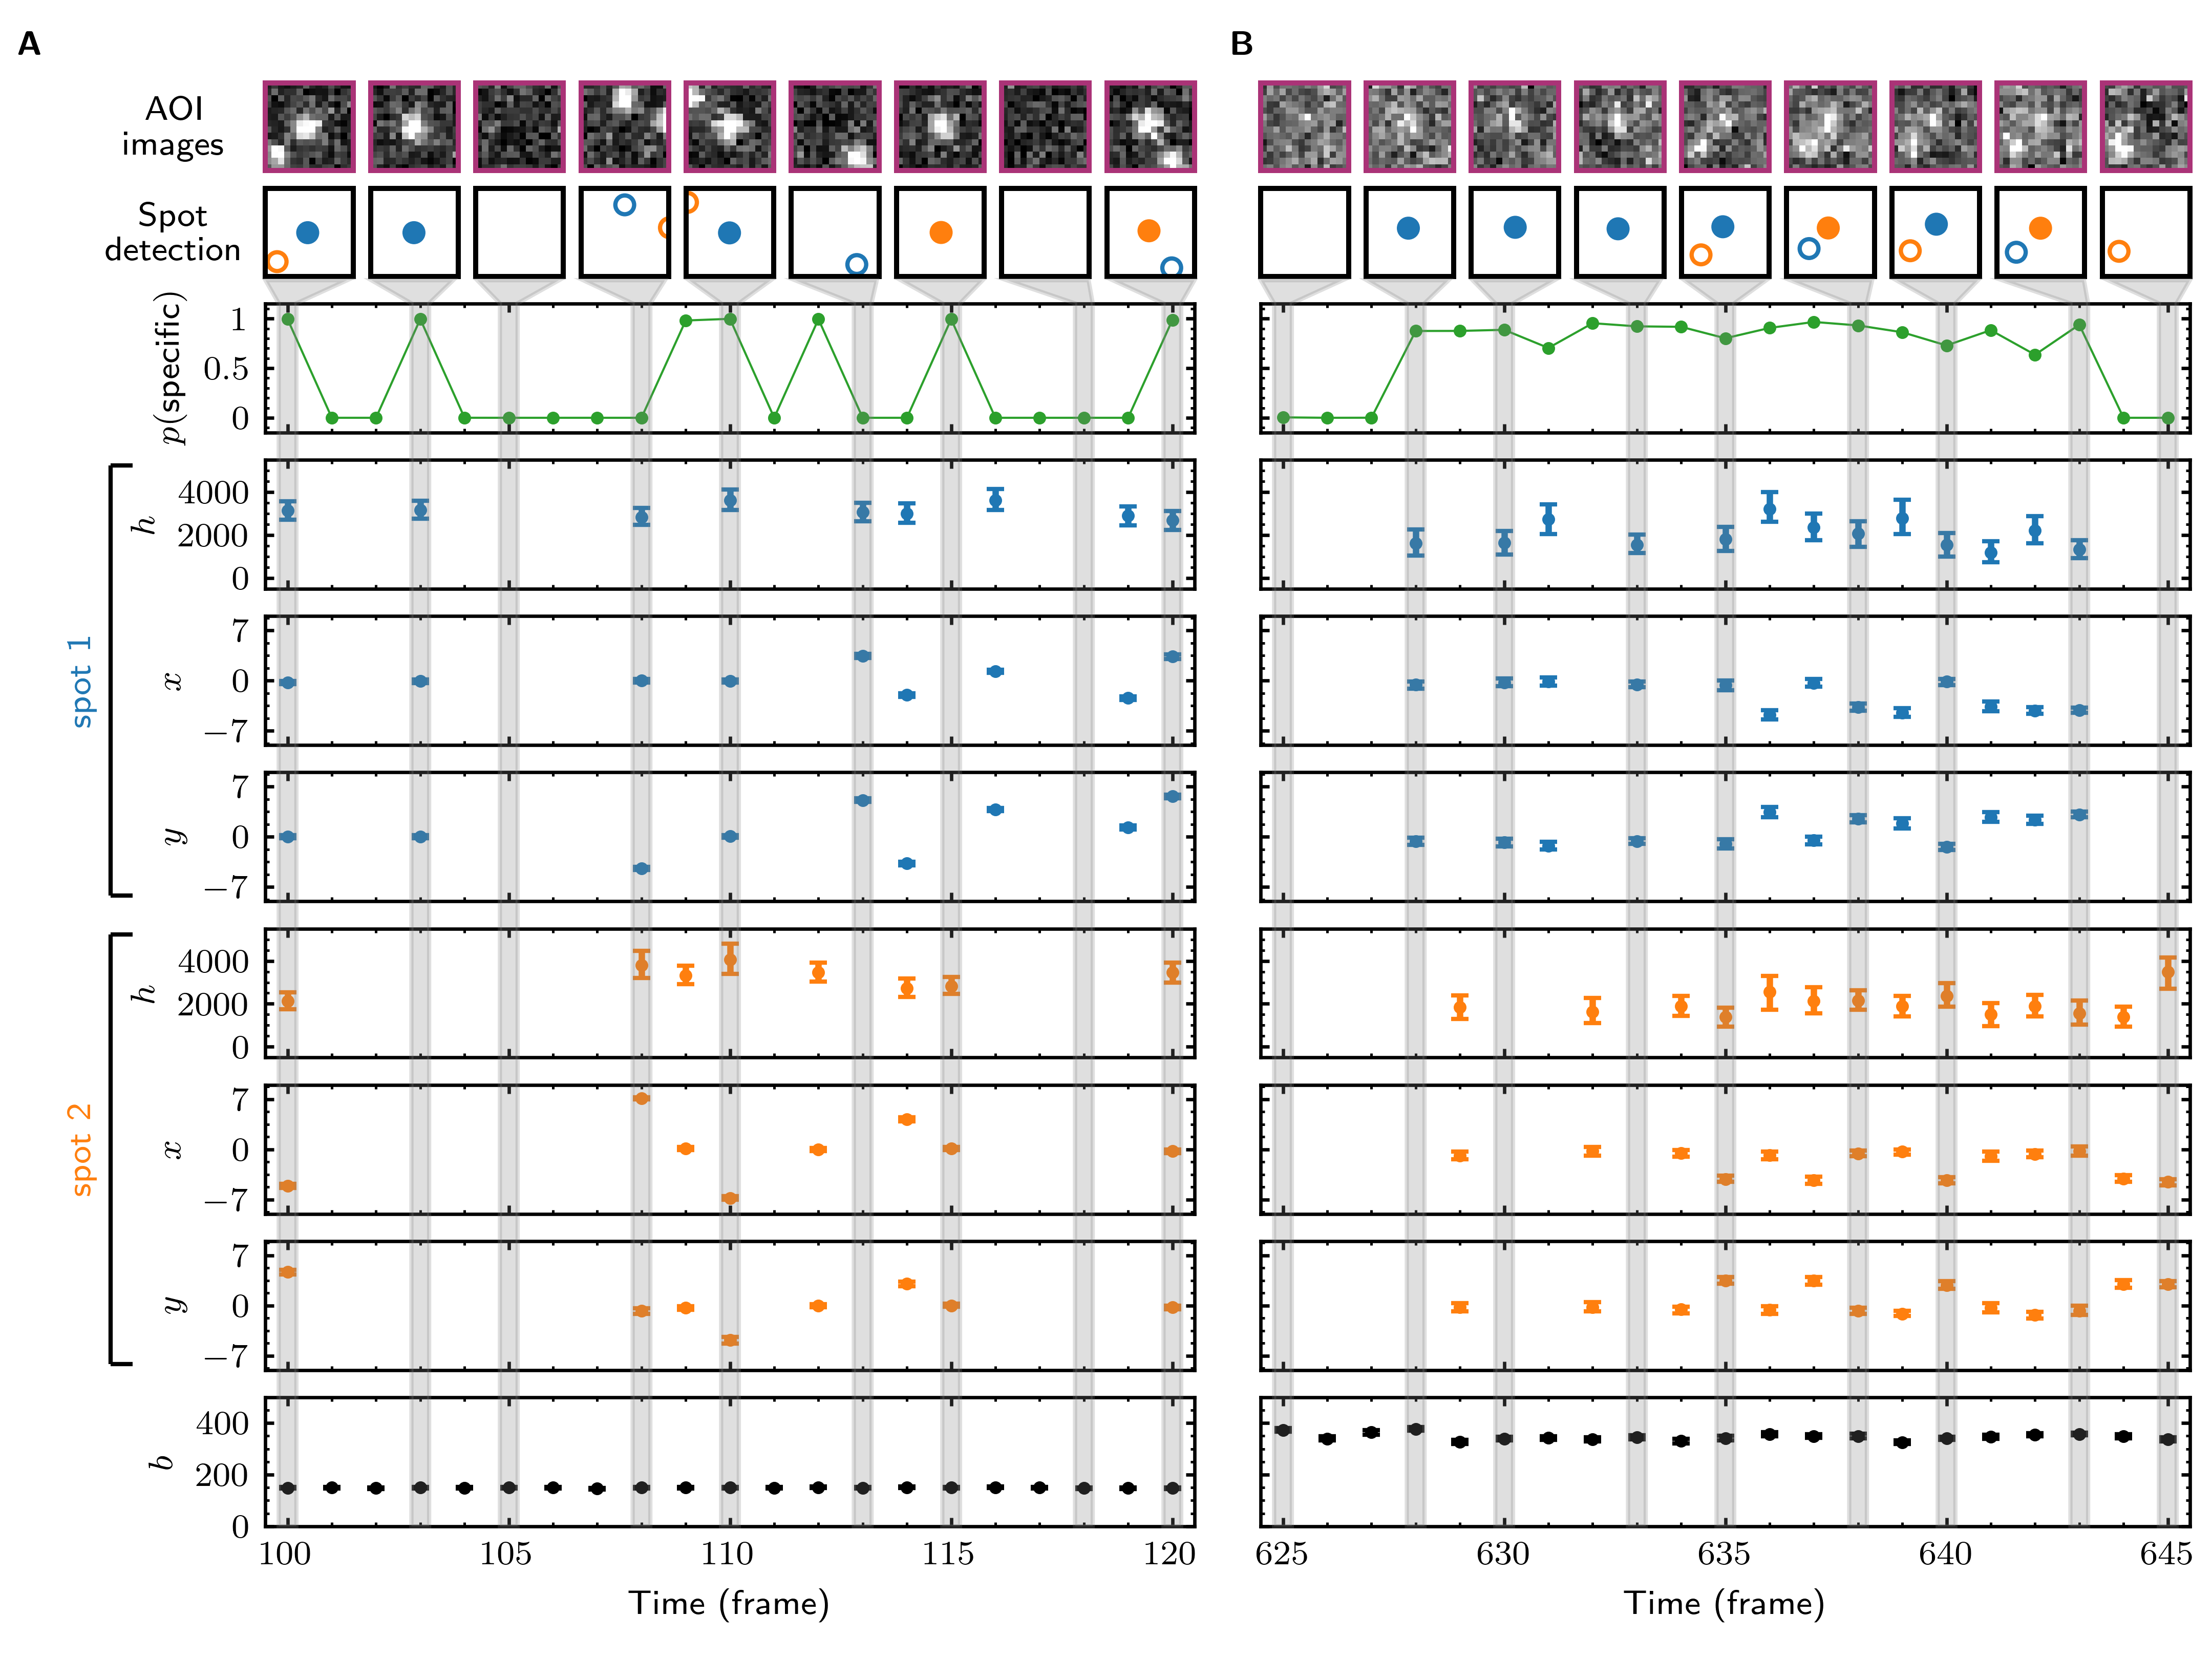 A
B
AOI
images
Spot
detection
p(specific)
1
0.5
0
spot 1
h
4000
2000
0
x
7
0
−7
y
7
0
−7
spot 2
h
4000
2000
0
x
7
0
−7
y
7
0
−7
b
400
200
0
100 105 110 115 120
625 630 635 640 645
Time (frame)
Time (frame)